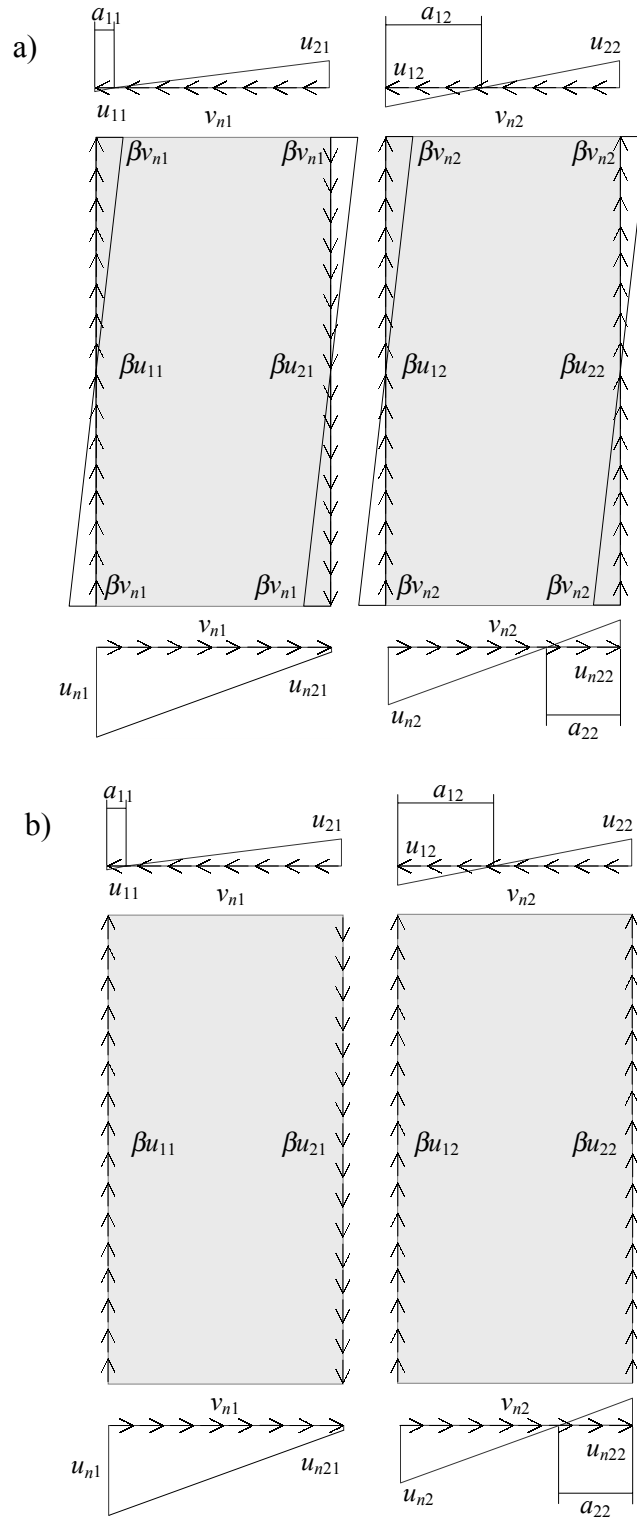 a₁₁ a₁₂
a) u₂₁ u₂₂
u₁₂
u₁₁ vₙ₁ vₙ₂
βvₙ₁ βvₙ₁ βvₙ₂ βvₙ₂
βu₁₁ βu₂₁ βu₁₂ βu₂₂
βvₙ₁ βvₙ₁ βvₙ₂ βvₙ₂
vₙ₁ vₙ₂
uₙ₁ uₙ₂₁ uₙ₂₂
uₙ₂
a₂₂
a₁₁ a₁₂
b) u₂₁ u₂₂
u₁₂
u₁₁ vₙ₁ vₙ₂
βu₁₁ βu₂₁ βu₁₂ βu₂₂
vₙ₁ vₙ₂
uₙ₁ uₙ₂₁ uₙ₂₂
uₙ₂
a₂₂